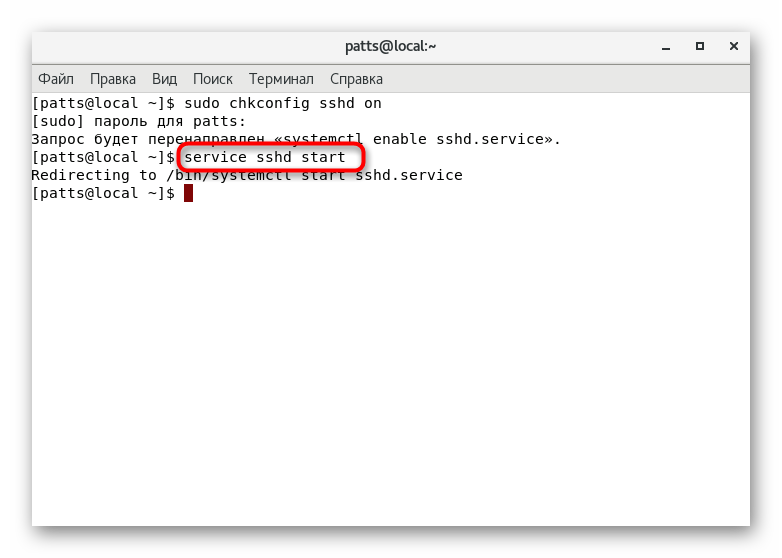 patts@local:~
Файл Правка Вид Поиск Терминал Справка
[patts@local ~]$ sudo chkconfig sshd on
[sudo] пароль для patts:
Запрос будет перенаправлен «systemctl enable sshd.service».
[patts@local ~]$ service sshd start
Redirecting to /bin/systemctl start sshd.service
[patts@local ~]$